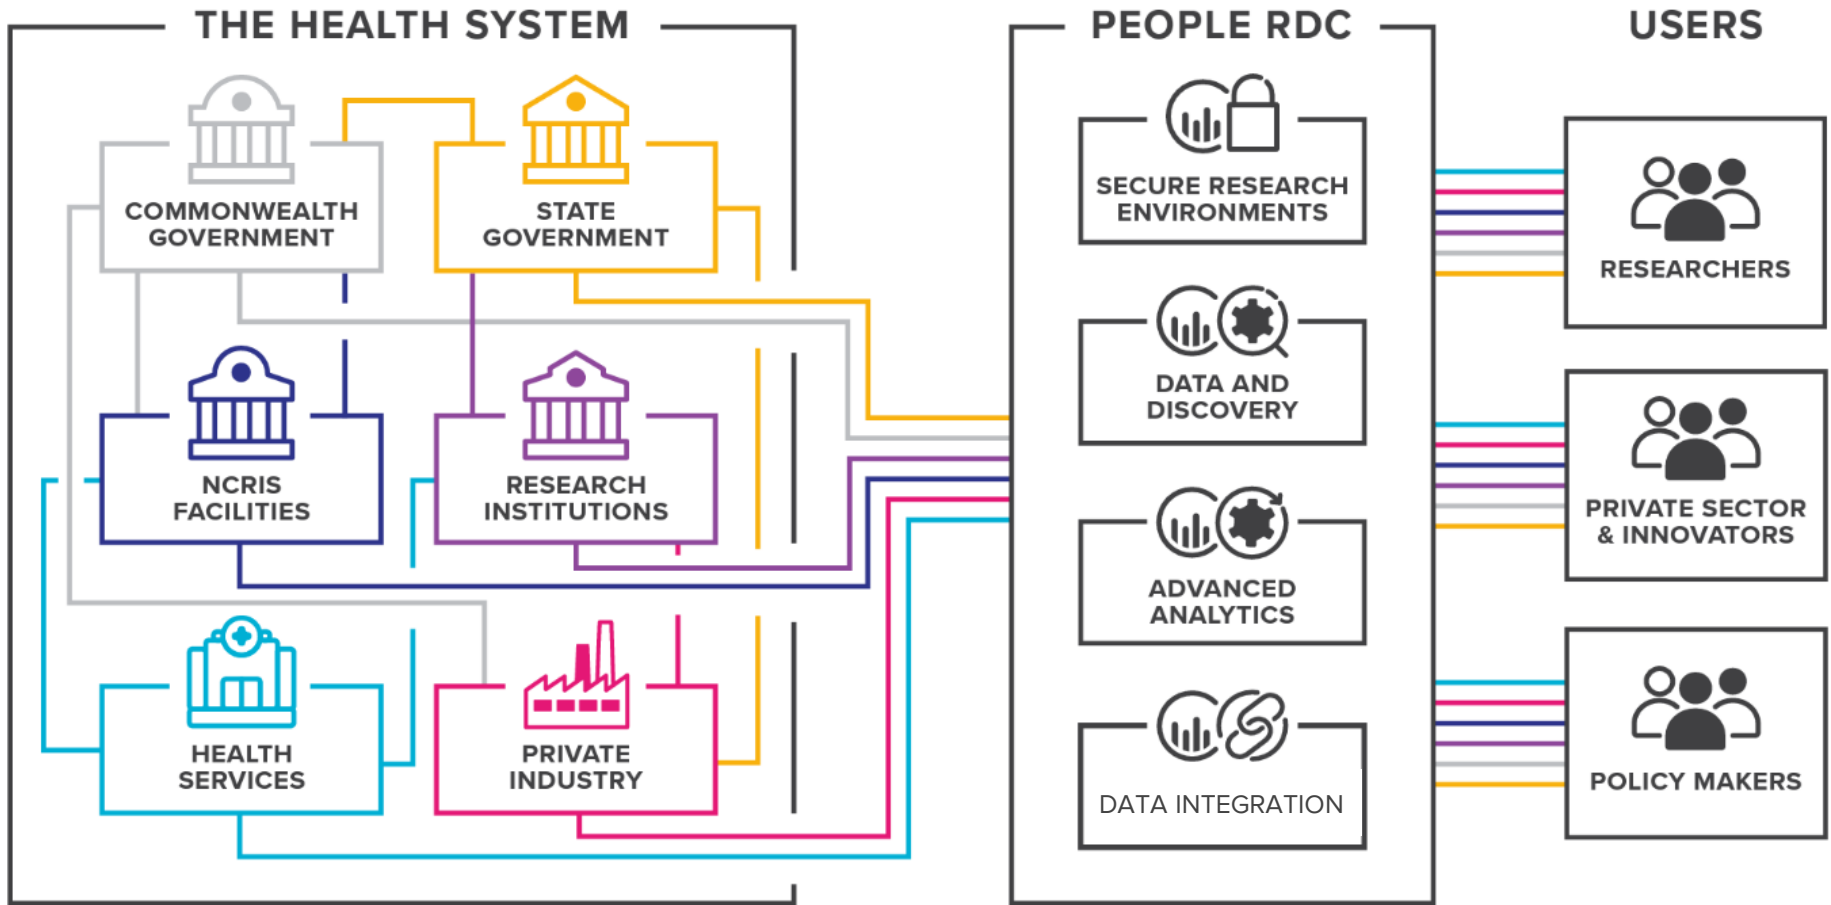 THE HEALTH SYSTEM
COMMONWEALTH
GOVERNMENT
STATE
GOVERNMENT
NCRIS
FACILITIES
RESEARCH
INSTITUTIONS
HEALTH
SERVICES
PRIVATE
INDUSTRY
PEOPLE RDC
SECURE RESEARCH
ENVIRONMENTS
DATA AND
DISCOVERY
ADVANCED
ANALYTICS
DATA INTEGRATION
USERS
RESEARCHERS
PRIVATE SECTOR
& INNOVATORS
POLICY MAKERS